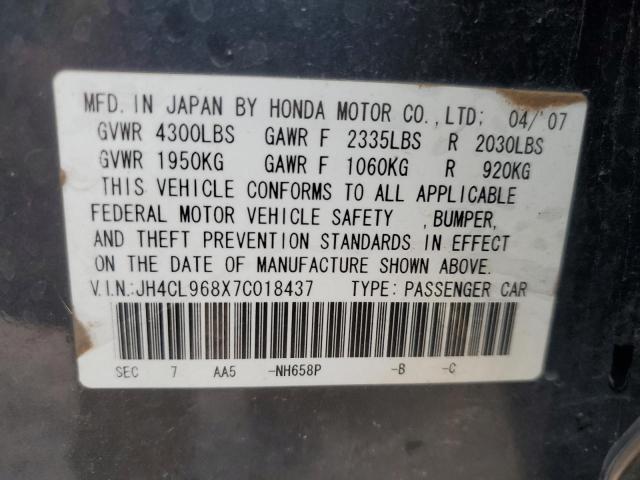 MFD. IN JAPAN BY HONDA MOTOR CO.,LTD; 04/'07
GVWR 4300LBS GAWR F 2335LBS R 2030LBS
GVWR 1950KG GAWR F 1060KG R 920KG
THIS VEHICLE CONFORMS TO ALL APPLICABLE
FEDERAL MOTOR VEHICLE SAFETY ,BUMPER,
AND THEFT PREVENTION STANDARDS IN EFFECT
ON THE DATE OF MANUFACTURE SHOWN ABOVE.
V.I.N:JH4CL968X7C018437 TYPE: PASSENGER CAR
SEC 7 AA5 -NH658P -B -C